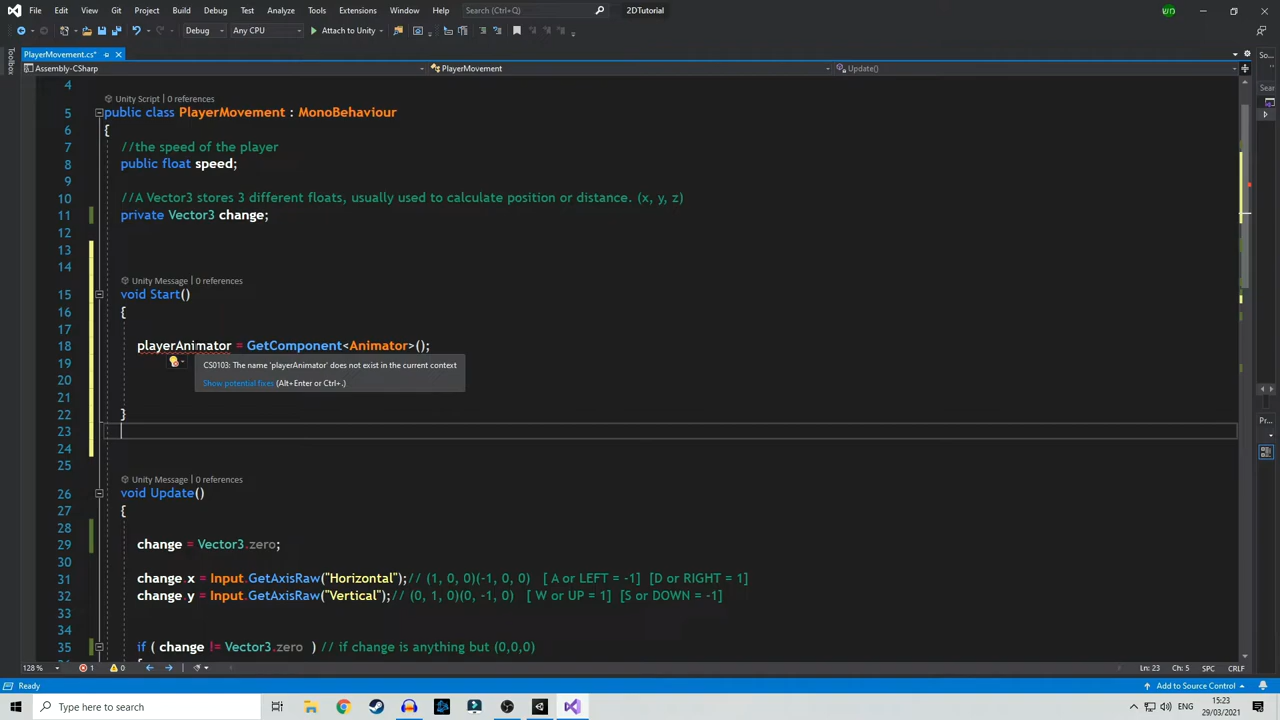 File Edit View Git Project Build Debug Test Analyze Tools Extensions Window Help Search (Ctrl+Q) 2DTutorial WD
Debug Any CPU Attach to Unity
PlayerMovement.cs*
Toolbox
Assembly-CSharp PlayerMovement Update()
4
Unity Script | 0 references
5 public class PlayerMovement : MonoBehaviour
6 {
7 //the speed of the player
8 public float speed;
9
10 //A Vector3 stores 3 different floats, usually used to calculate position or distance. (x, y, z)
11 private Vector3 change;
12
13
14
Unity Message | 0 references
15 void Start()
16 {
17
18 playerAnimator = GetComponent<Animator>();
19 CS0103: The name 'playerAnimator' does not exist in the current context
20 Show potential fixes (Alt+Enter or Ctrl+.)
21
22 }
23
24
25
Unity Message | 0 references
26 void Update()
27 {
28
29 change = Vector3.zero;
30
31 change.x = Input.GetAxisRaw("Horizontal");// (1, 0, 0)(-1, 0, 0) [ A or LEFT = -1] [D or RIGHT = 1]
32 change.y = Input.GetAxisRaw("Vertical");// (0, 1, 0)(0, -1, 0) [ W or UP = 1] [S or DOWN = -1]
33
34
35 if ( change != Vector3.zero ) // if change is anything but (0,0,0)
128 % 1 0 Ln: 23 Ch: 5 SPC CRLF
Ready Add to Source Control
Type here to search ENG 15:23
29/03/2021